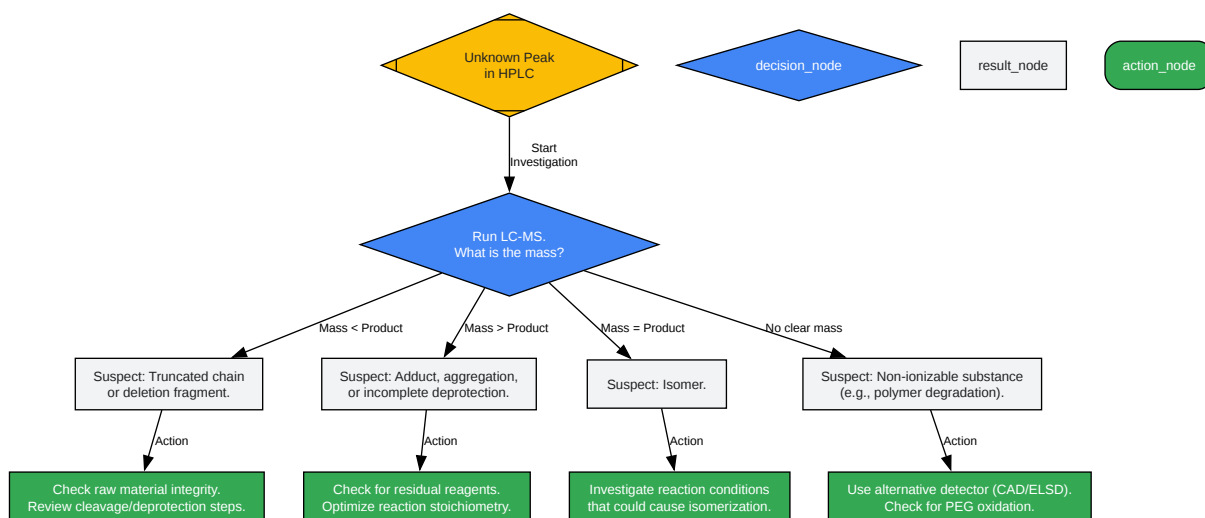 Unknown Peak
in HPLC
decision_node
result_node
action_node
Start
Investigation
Run LC-MS.
What is the mass?
Mass < Product
Mass > Product
Mass = Product
No clear mass
Suspect: Truncated chain
or deletion fragment.
Suspect: Adduct, aggregation,
or incomplete deprotection.
Suspect: Isomer.
Suspect: Non-ionizable substance
(e.g., polymer degradation).
Action
Action
Action
Action
Check raw material integrity.
Review cleavage/deprotection steps.
Check for residual reagents.
Optimize reaction stoichiometry.
Investigate reaction conditions
that could cause isomerization.
Use alternative detector (CAD/ELSD).
Check for PEG oxidation.